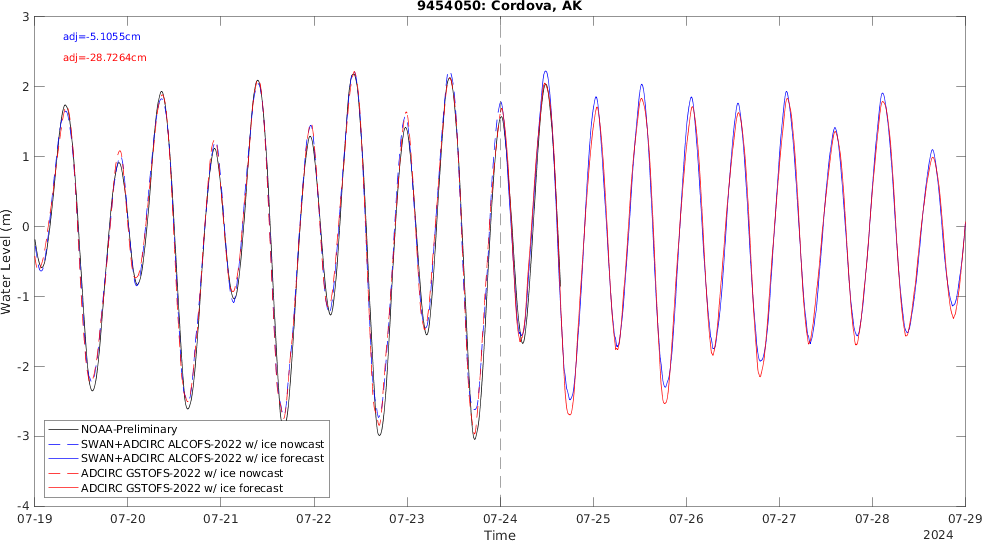 9454050: Cordova, AK
adj=-5.1055cm
adj=-28.7264cm
Water Level (m)
3
2
1
0
-1
-2
-3
-4
NOAA-Preliminary
SWAN+ADCIRC ALCOFS-2022 w/ ice nowcast
SWAN+ADCIRC ALCOFS-2022 w/ ice forecast
ADCIRC GSTOFS-2022 w/ ice nowcast
ADCIRC GSTOFS-2022 w/ ice forecast
07-19 07-20 07-21 07-22 07-23 07-24 07-25 07-26 07-27 07-28 07-29
Time
2024